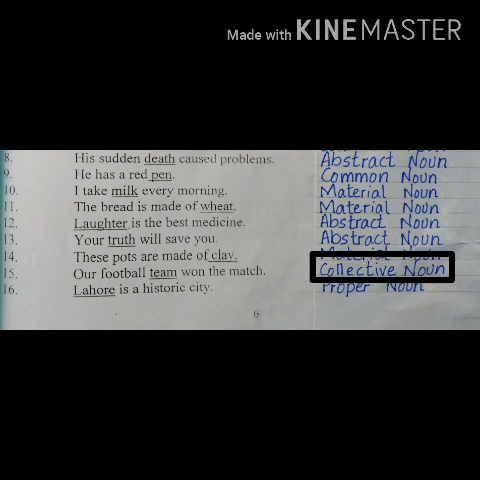 Made with KINEMASTER
8. His sudden death caused problems. Abstract Noun
9. He has a red pen. Common Noun
10. I take milk every morning. Material Noun
11. The bread is made of wheat. Material Noun
12. Laughter is the best medicine. Abstract Noun
13. Your truth will save you. Abstract Noun
14. These pots are made of clay. Material Noun
15. Our football team won the match. Collective Noun
16. Lahore is a historic city. Proper Noun
6